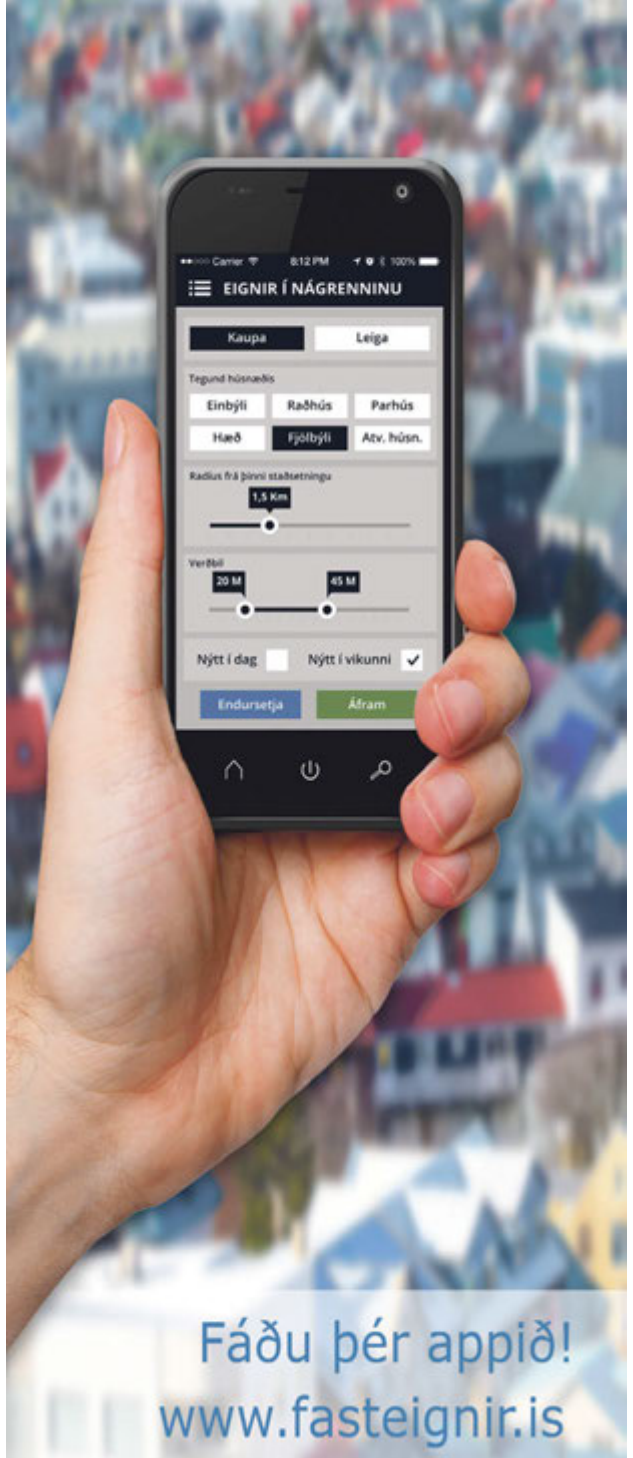 Carrier 8:12 PM 100%
EIGNIR Í NÁGRENNINU
Kaupa Leiga
Tegund húsnæðis
Einbýli Raðhús Parhús
Hæð Fjölbýli Atv. húsn.
Radíus frá þinni staðsetningu
1,5 Km
Verðbil
20 M 45 M
Nýtt í dag Nýtt í vikunni
Endursetja Áfram
Fáðu þér appið!
www.fasteignir.is